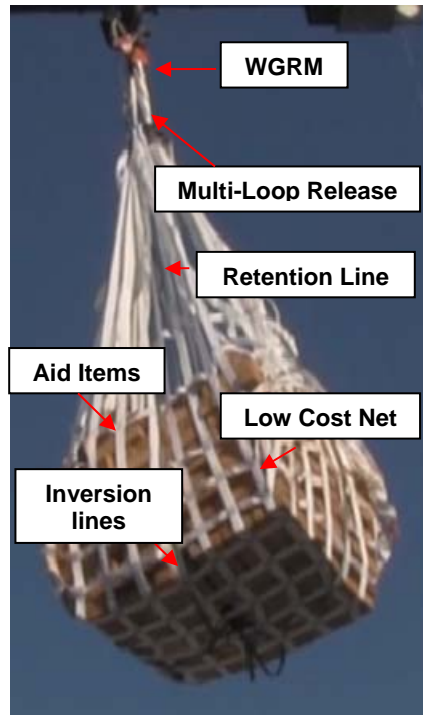 WGRM
Multi-Loop Release
Retention Line
Aid Items
Low Cost Net
Inversion
lines